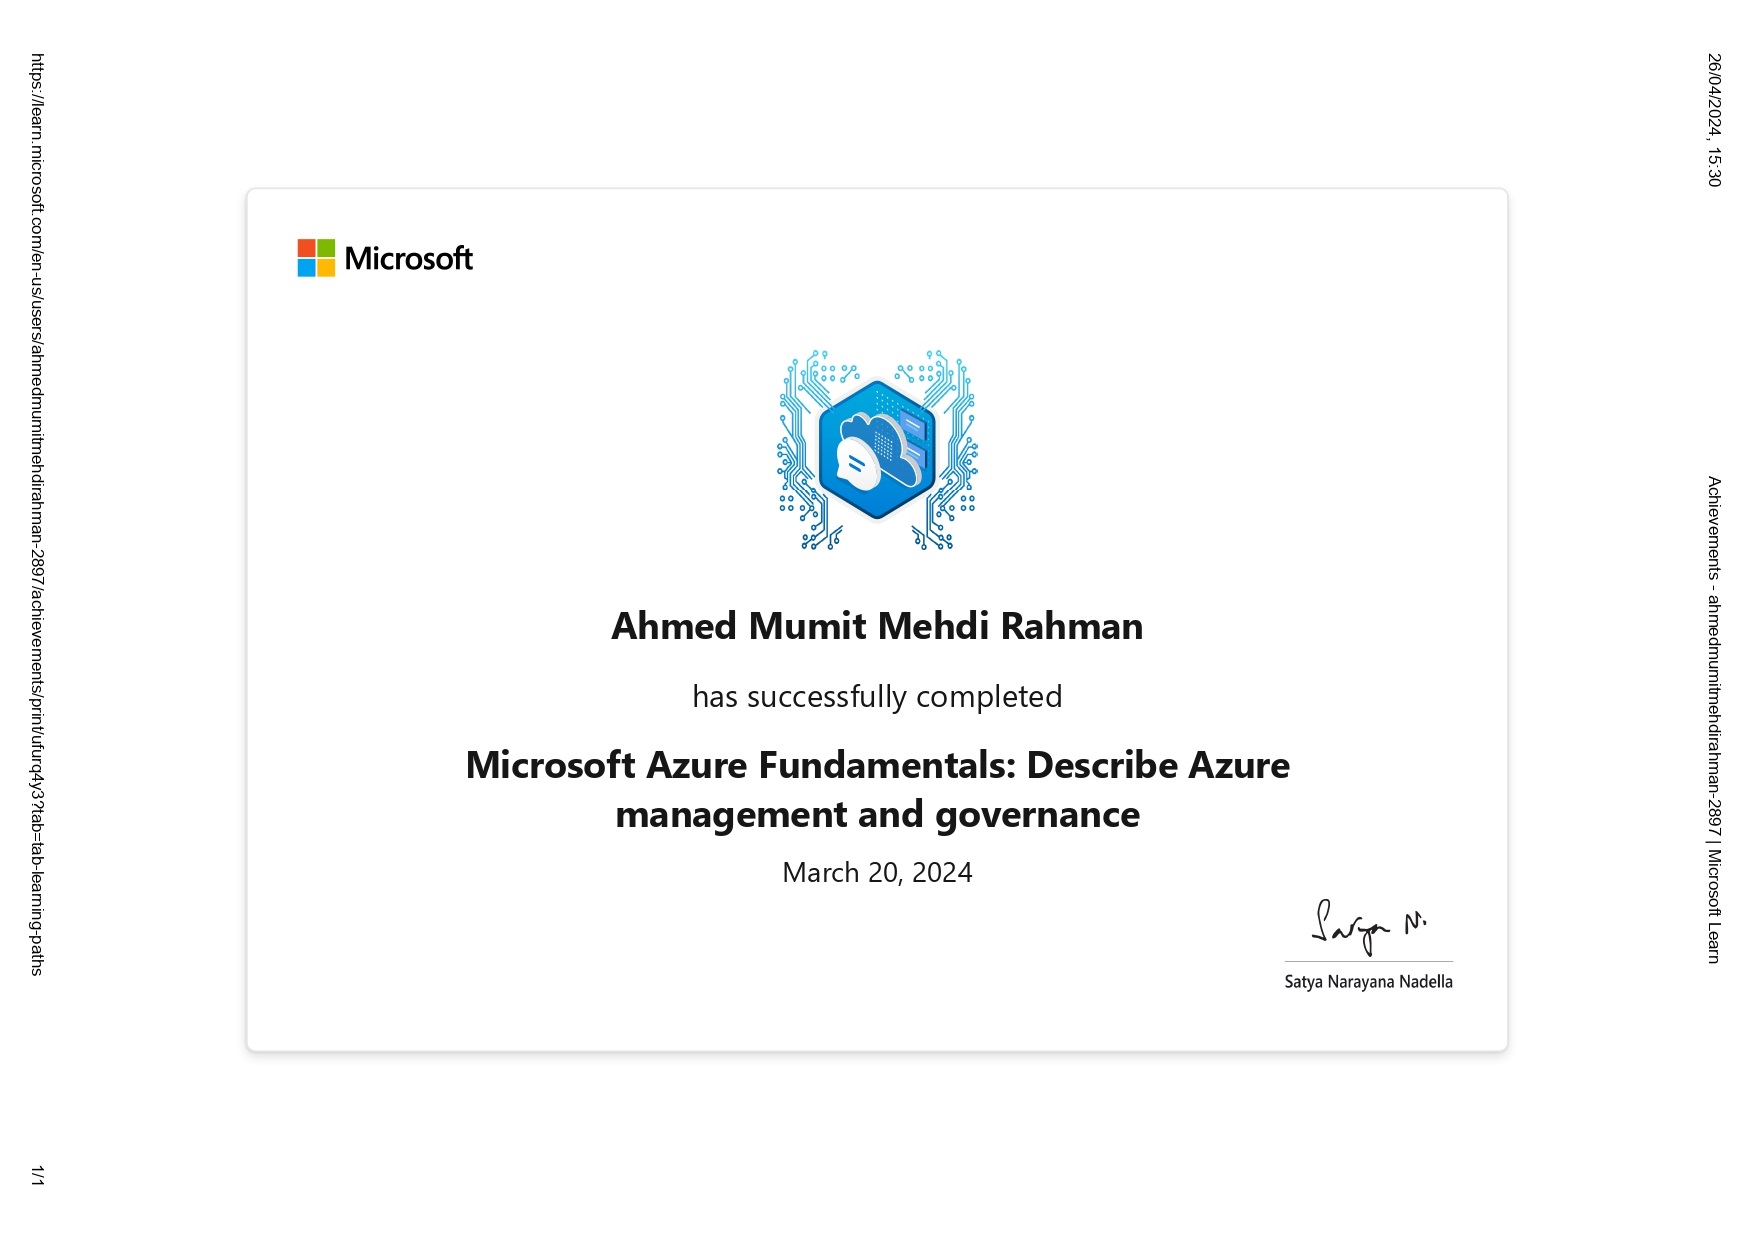 26/04/2024, 15:30
Achievements - ahmedmumitmehdirahman-2897 | Microsoft Learn
Microsoft
Ahmed Mumit Mehdi Rahman
has successfully completed
Microsoft Azure Fundamentals: Describe Azure
management and governance
March 20, 2024
Satya N.
Satya Narayana Nadella
https://learn.microsoft.com/en-us/users/ahmedmumitmehdirahman-2897/achievements/print/ufurq4y3?tab=tab-learning-paths
1/1